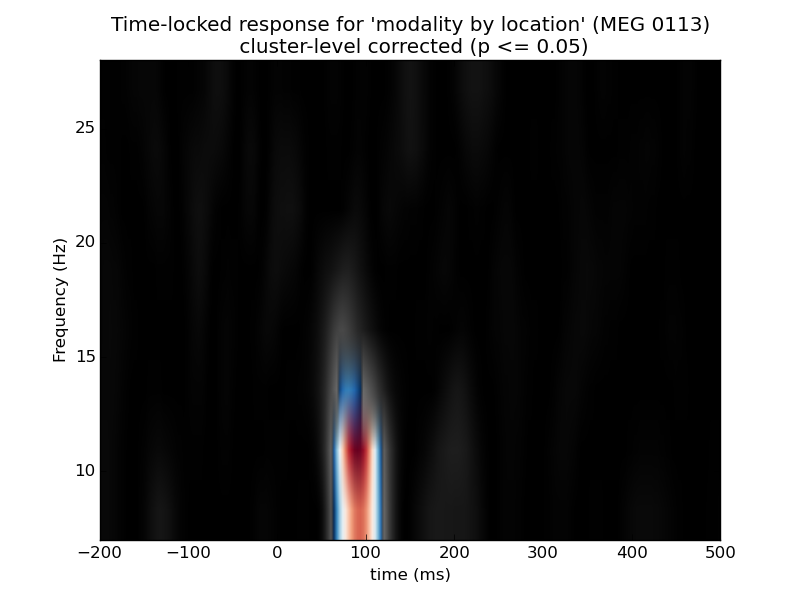 Time-locked response for 'modality by location' (MEG 0113)
cluster-level corrected (p <= 0.05)
25
20
15
10
Frequency (Hz)
−200 −100 0 100 200 300 400 500
time (ms)